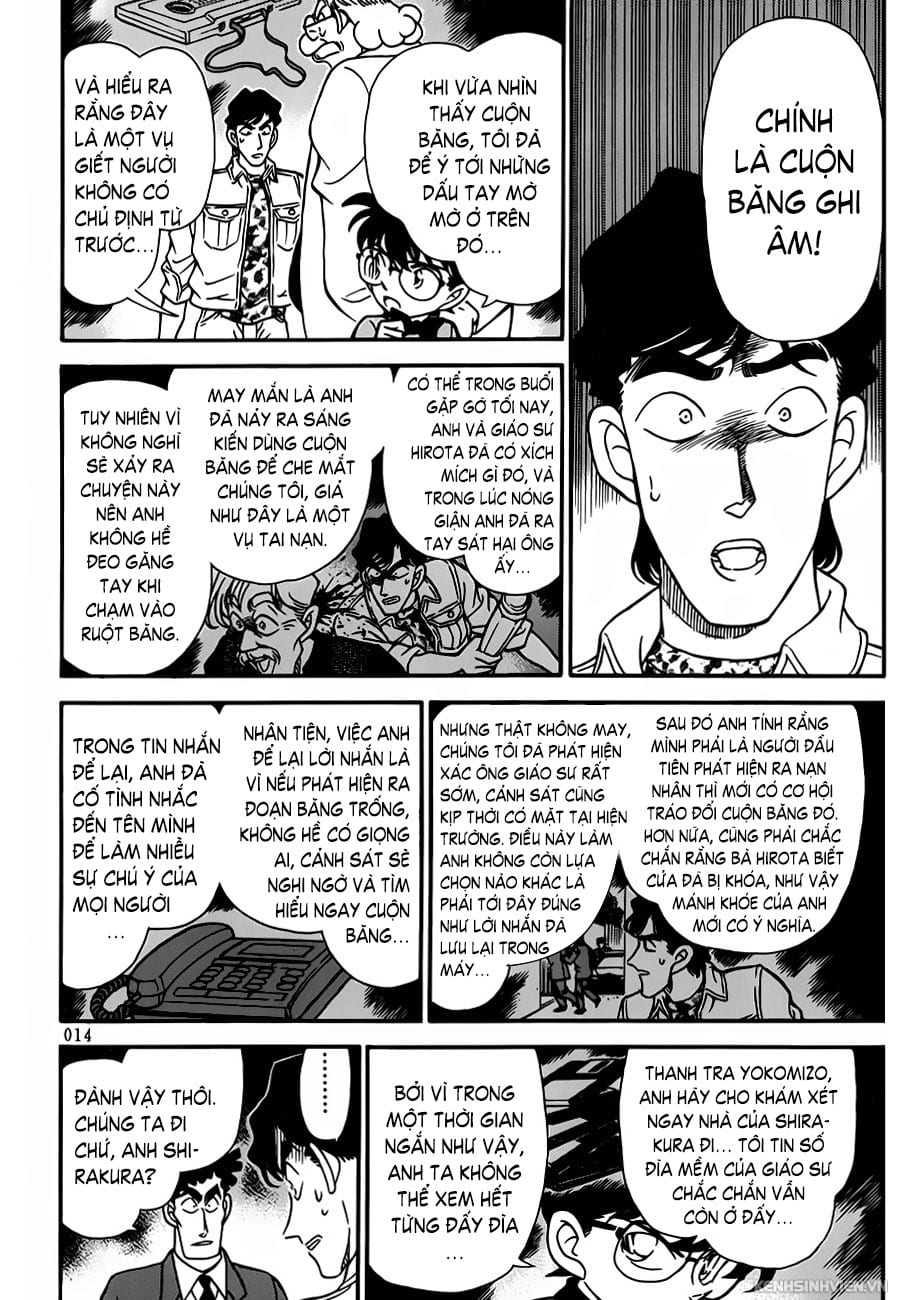 CHÍNH
LÀ CUỘN
BĂNG GHI
ÂM!
KHI VỪA NHÌN
THẤY CUỘN
BĂNG, TÔI ĐÃ
ĐỂ Ý TỚI NHỮNG
DẤU TAY MỜ
MỜ Ở TRÊN
ĐÓ...
VÀ HIỂU RA
RẰNG ĐÂY
LÀ MỘT VỤ
GIẾT NGƯỜI
KHÔNG CÓ
CHỦ ĐỊNH TỪ
TRƯỚC...
CÓ THỂ TRONG BUỔI
GẶP GỠ TỐI NAY,
ANH VÀ GIÁO SƯ
HIROTA ĐÃ CÓ XÍCH
MÍCH GÌ ĐÓ, VÀ
TRONG LÚC NÓNG
GIẬN ANH ĐÃ RA
TAY SÁT HẠI ÔNG
ẤY...
MAY MẮN LÀ ANH
ĐÃ NẢY RA SÁNG
KIẾN DÙNG CUỘN
BĂNG ĐỂ CHE MẮT
CHÚNG TÔI, GIẢ
NHƯ ĐÂY LÀ MỘT
VỤ TAI NẠN.
TUY NHIÊN VÌ
KHÔNG NGHĨ
SẼ XẢY RA
CHUYỆN NÀY
NÊN ANH
KHÔNG HỀ
ĐEO GĂNG
TAY KHI
CHẠM VÀO
RUỘT BĂNG.
SAU ĐÓ ANH TÍNH RẰNG
MÌNH PHẢI LÀ NGƯỜI ĐẦU
TIÊN PHÁT HIỆN RA NẠN
NHÂN THÌ MỚI CÓ CƠ HỘI
TRÁO ĐỔI CUỘN BĂNG ĐÓ.
HƠN NỮA, CŨNG PHẢI CHẮC
CHẮN RẰNG BÀ HIROTA BIẾT
CỬA ĐÃ BỊ KHÓA, NHƯ VẬY
MÁNH KHÓE CỦA ANH
MỚI CÓ Ý NGHĨA.
NHƯNG THẬT KHÔNG MAY,
CHÚNG TÔI ĐÃ PHÁT HIỆN
XÁC ÔNG GIÁO SƯ RẤT
SỚM, CẢNH SÁT CŨNG
KỊP THỜI CÓ MẶT TẠI HIỆN
TRƯỜNG. ĐIỀU NÀY LÀM
ANH KHÔNG CÒN LỰA
CHỌN NÀO KHÁC LÀ
PHẢI TỚI ĐÂY ĐÚNG
NHƯ LỜI NHẮN ĐÃ
LƯU LẠI TRONG
MÁY...
NHÂN TIỆN, VIỆC ANH
ĐỂ LẠI LỜI NHẮN LÀ
VÌ NẾU PHÁT HIỆN RA
ĐOẠN BĂNG TRỐNG,
KHÔNG HỀ CÓ GIỌNG
AI, CẢNH SÁT SẼ
NGHI NGỜ VÀ TÌM
HIỂU NGAY CUỘN
BĂNG...
TRONG TIN NHẮN
ĐỂ LẠI, ANH ĐÃ
CỐ TÌNH NHẮC
ĐẾN TÊN MÌNH
ĐỂ LÀM NHIỀU
SỰ CHÚ Ý CỦA
MỌI NGƯỜI
...
014
THANH TRA YOKOMIZO,
ANH HÃY CHO KHÁM XÉT
NGAY NHÀ CỦA SHIRA-
KURA ĐI... TÔI TIN SỐ
ĐĨA MỀM CỦA GIÁO SƯ
CHẮC CHẮN VẪN
CÒN Ở ĐẤY...
BỞI VÌ TRONG
MỘT THỜI GIAN
NGẮN NHƯ VẬY,
ANH TA KHÔNG
THỂ XEM HẾT
TỪNG ĐẤY ĐĨA
...
......
ĐÀNH VẬY THÔI.
CHÚNG TA ĐI
CHỨ, ANH SHI-
RAKURA?
KENHSINHVIEN.VN